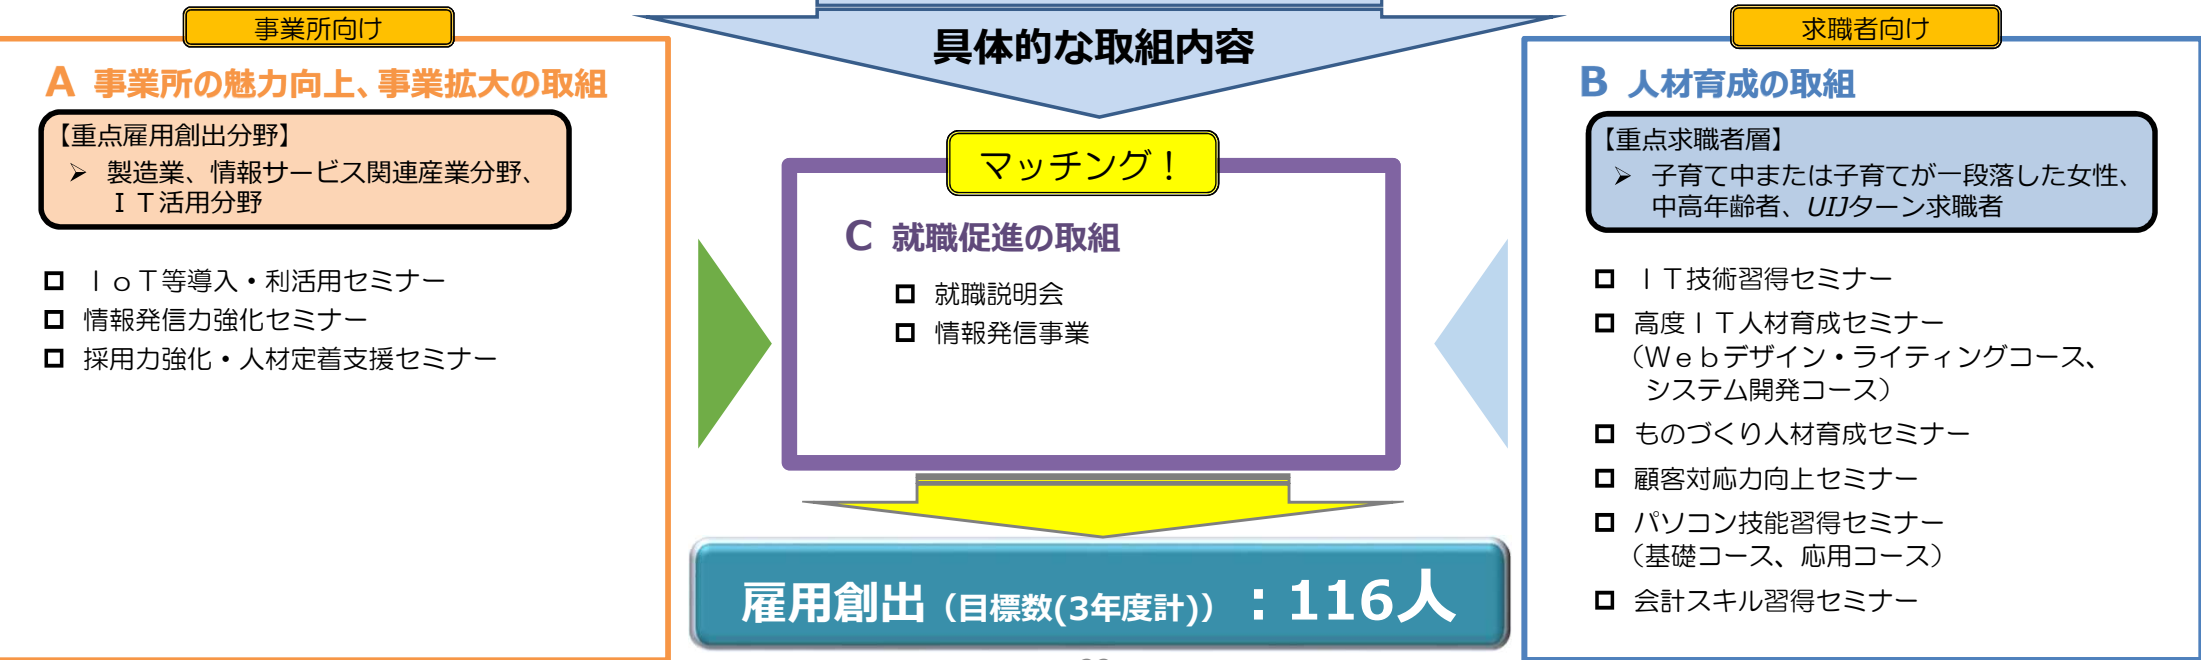 具体的な取組内容
事業所向け
A 事業所の魅力向上、事業拡大の取組
【重点雇用創出分野】
➢ 製造業、情報サービス関連産業分野、
ＩＴ活用分野
□ ＩｏＴ等導入・利活用セミナー
□ 情報発信力強化セミナー
□ 採用力強化・人材定着支援セミナー
マッチング！
C 就職促進の取組
□ 就職説明会
□ 情報発信事業
求職者向け
B 人材育成の取組
【重点求職者層】
➢ 子育て中または子育てが一段落した女性、
中高年齢者、UIJターン求職者
□ ＩＴ技術習得セミナー
□ 高度ＩＴ人材育成セミナー
（Ｗｅｂデザイン・ライティングコース、
システム開発コース）
□ ものづくり人材育成セミナー
□ 顧客対応力向上セミナー
□ パソコン技能習得セミナー
（基礎コース、応用コース）
□ 会計スキル習得セミナー
雇用創出（目標数(3年度計)）：116人